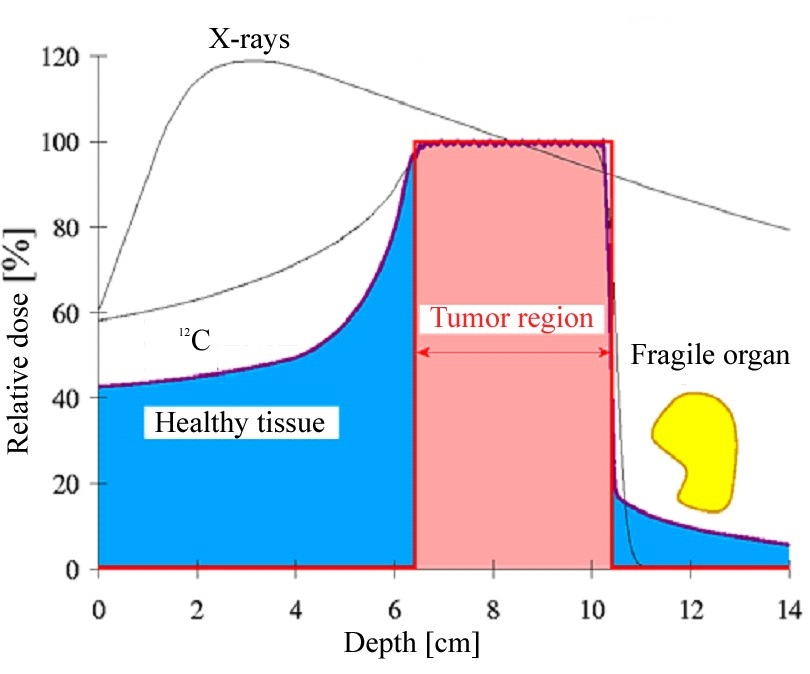 X-rays
120
100
80
60
40
20
0
Relative dose [%]
¹²C
Healthy tissue
Tumor region
Fragile organ
0 2 4 6 8 10 12 14
Depth [cm]